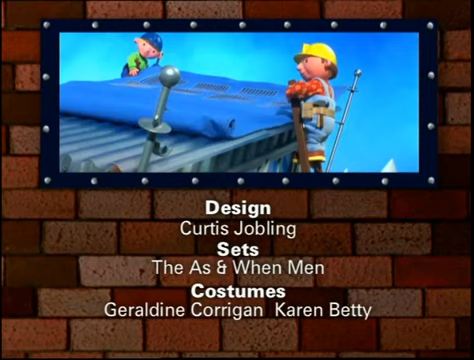 Design
Curtis Jobling
Sets
The As & When Men
Costumes
Geraldine Corrigan  Karen Betty